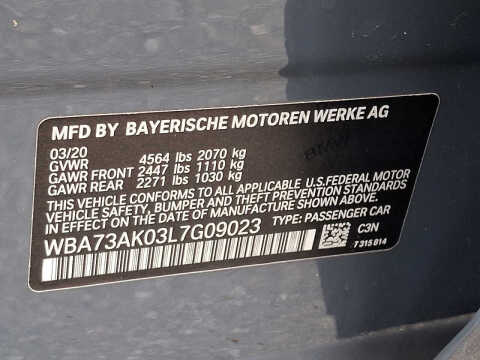 MFD BY BAYERISCHE MOTOREN WERKE AG
03/20
GVWR 4564 lbs 2070 kg
GAWR FRONT 2447 lbs 1110 kg
GAWR REAR 2271 lbs 1030 kg
THIS VEHICLE CONFORMS TO ALL APPLICABLE U.S.FEDERAL MOTOR
VEHICLE SAFETY, BUMPER AND THEFT PREVENTION STANDARDS
IN EFFECT ON THE DATE OF MANUFACTURE SHOWN ABOVE.
WBA73AK03L7G09023 TYPE: PASSENGER CAR
C3N
7 315 814